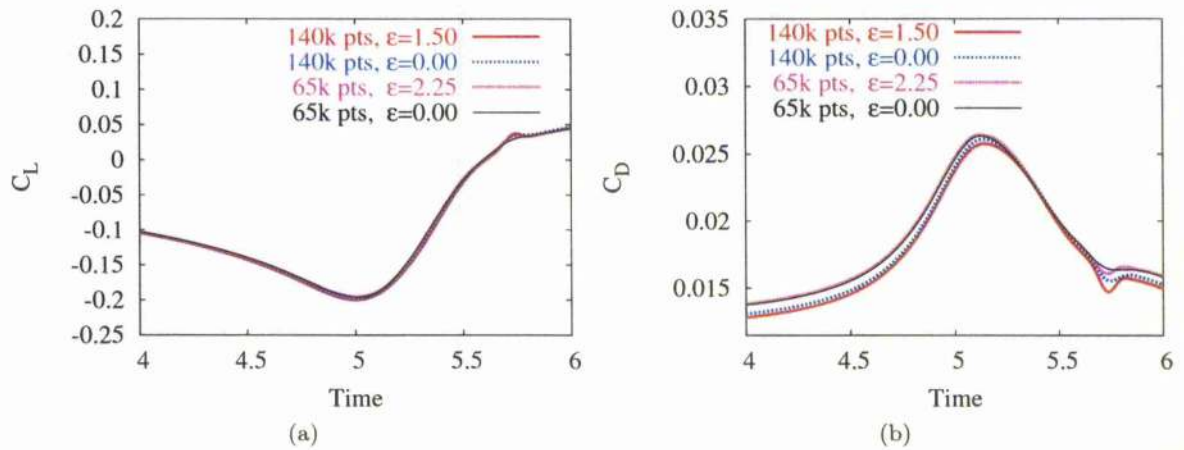 0.2
0.15
0.1
0.05
0
-0.05
-0.1
-0.15
-0.2
-0.25
C_L
140k pts, ε=1.50
140k pts, ε=0.00
65k pts, ε=2.25
65k pts, ε=0.00
4 4.5 5 5.5 6
Time
(a)
0.035
0.03
0.025
0.02
0.015
C_D
140k pts, ε=1.50
140k pts, ε=0.00
65k pts, ε=2.25
65k pts, ε=0.00
4 4.5 5 5.5 6
Time
(b)